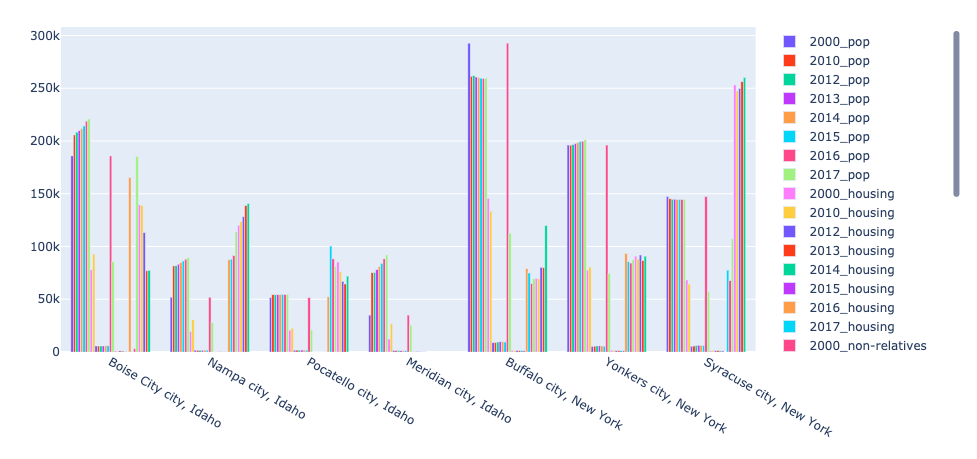 300k
250k
200k
150k
100k
50k
0
Boise City city, Idaho
Nampa city, Idaho
Pocatello city, Idaho
Meridian city, Idaho
Buffalo city, New York
Yonkers city, New York
Syracuse city, New York
2000_pop
2010_pop
2012_pop
2013_pop
2014_pop
2015_pop
2016_pop
2017_pop
2000_housing
2010_housing
2012_housing
2013_housing
2014_housing
2015_housing
2016_housing
2017_housing
2000_non-relatives